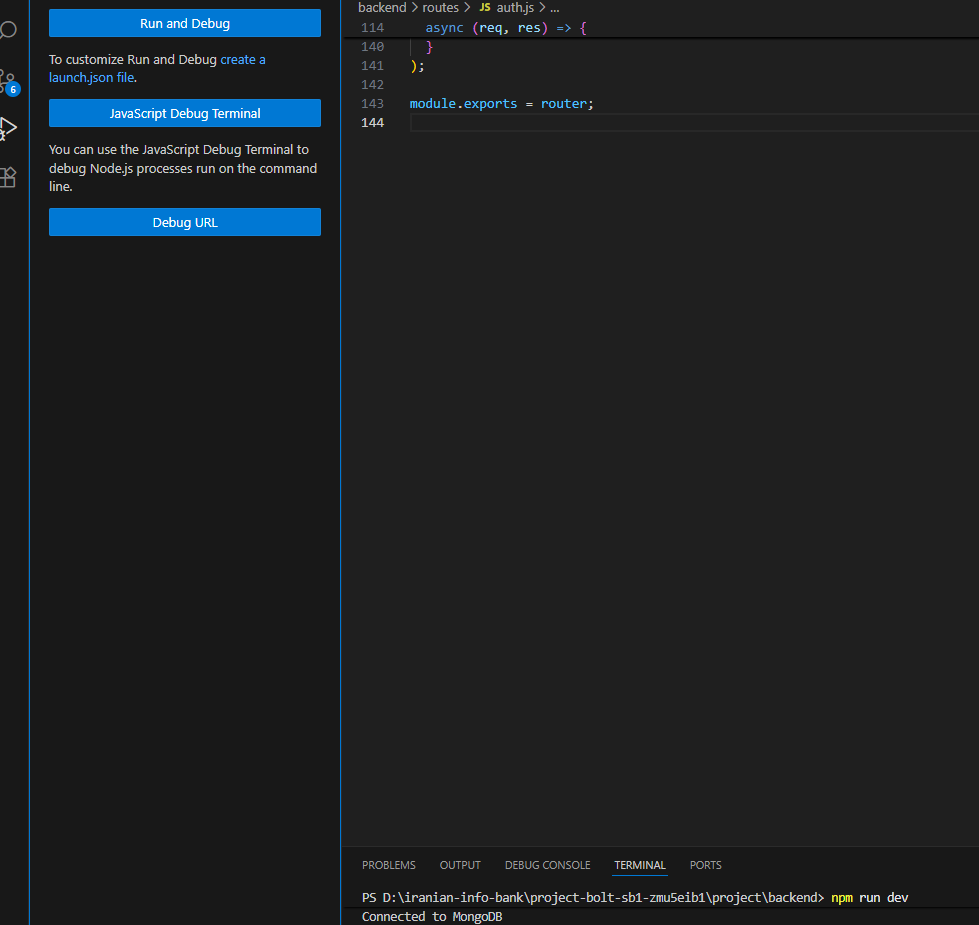 Run and Debug
To customize Run and Debug create a
launch.json file.
JavaScript Debug Terminal
You can use the JavaScript Debug Terminal to
debug Node.js processes run on the command
line.
Debug URL
6
backend > routes > JS auth.js > ...
114 async (req, res) => {
140 }
141 );
142
143 module.exports = router;
144
PROBLEMS OUTPUT DEBUG CONSOLE TERMINAL PORTS
PS D:\iranian-info-bank\project-bolt-sb1-zmu5eib1\project\backend> npm run dev
Connected to MongoDB